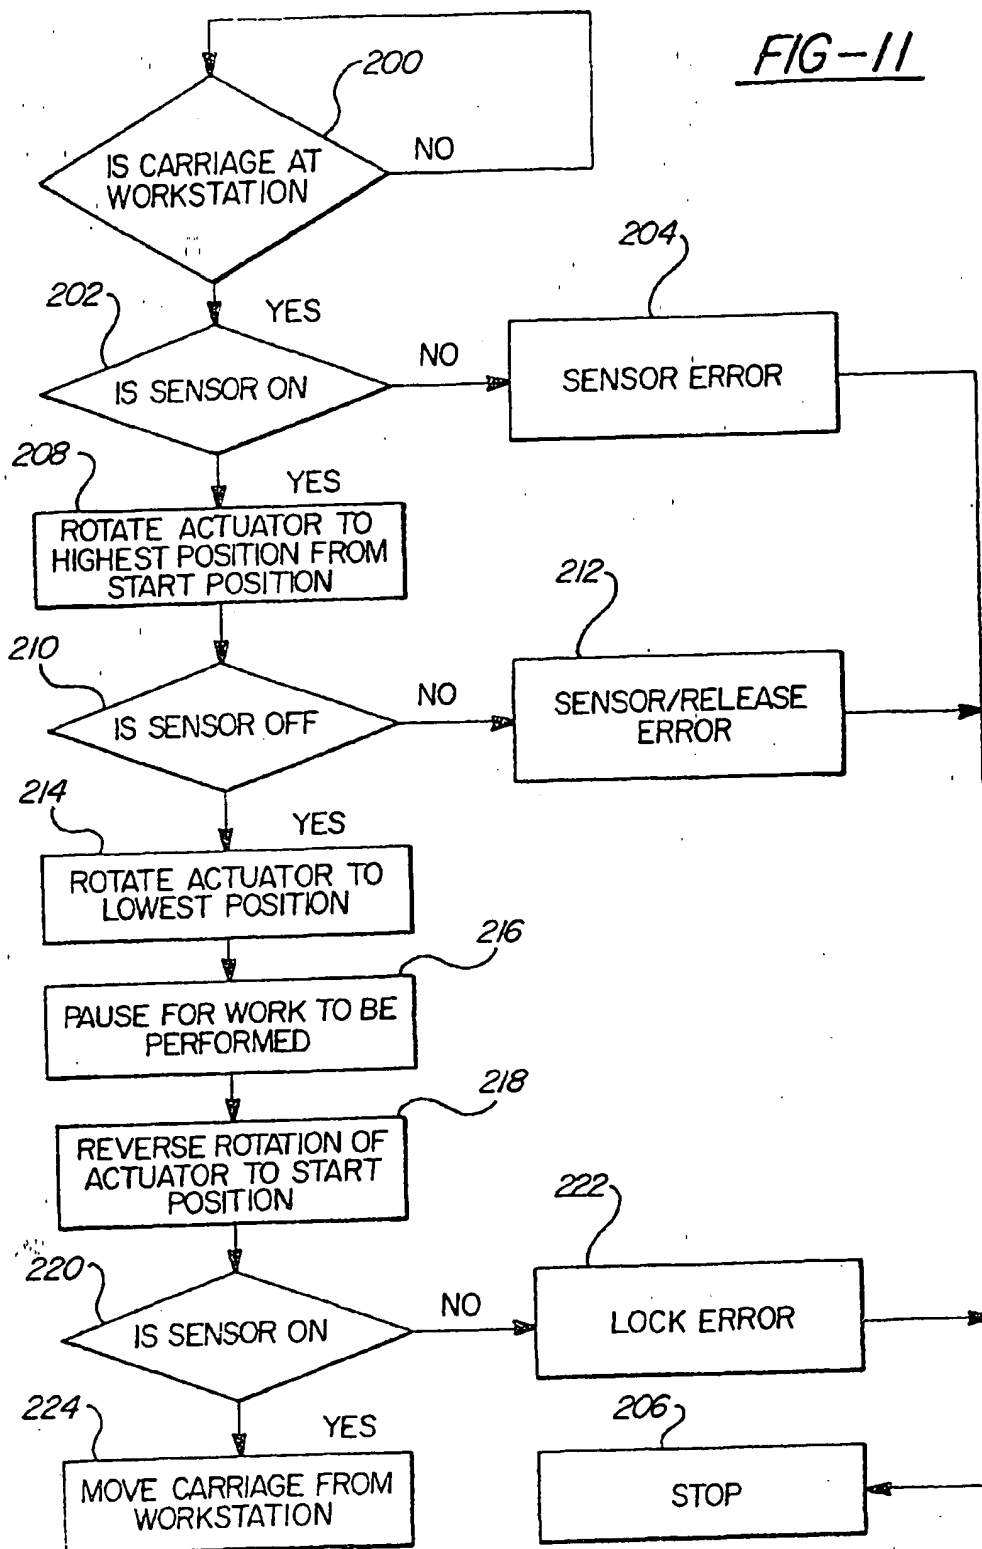 FIG-11
200
IS CARRIAGE AT
WORKSTATION
NO
YES
202
IS SENSOR ON
NO
204
SENSOR ERROR
YES
208
ROTATE ACTUATOR TO
HIGHEST POSITION FROM
START POSITION
210
IS SENSOR OFF
NO
212
SENSOR/RELEASE
ERROR
YES
214
ROTATE ACTUATOR TO
LOWEST POSITION
216
PAUSE FOR WORK TO BE
PERFORMED
218
REVERSE ROTATION OF
ACTUATOR TO START
POSITION
220
IS SENSOR ON
NO
222
LOCK ERROR
YES
224
MOVE CARRIAGE FROM
WORKSTATION
206
STOP